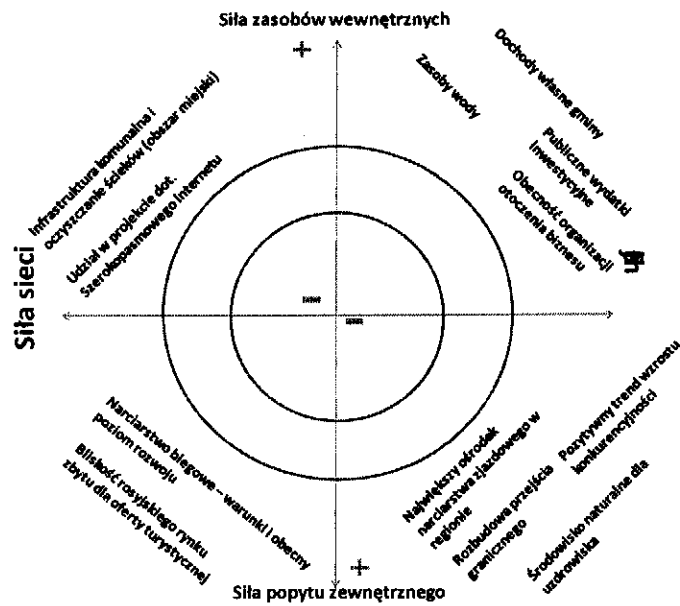 Siła zasobów wewnętrznych
+
Dochody własne gminy
Zasoby wody
Publiczne wydatki
inwestycyjne
Obecność organizacji
otoczenia biznesu
Infrastruktura komunalna i
oczyszczanie ścieków (obszar miejski)
Udział w projekcie dot.
Szerokopasmowego Internetu
Siła sieci
Narciarstwo biegowe – warunki i obecny
poziom rozwoju
Bliskość rosyjskiego rynku
zbytu dla oferty turystycznej
Największy ośrodek
narciarstwa zjazdowego w
regionie
Rozbudowa przejścia
granicznego
Pozytywny trend wzrostu
konkurencyjności
Środowisko naturalne dla
uzdrowiska
+
Siła popytu zewnętrznego